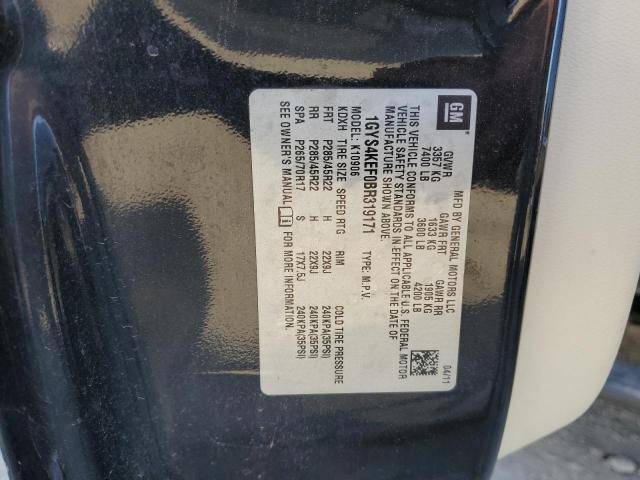 GM
MFD BY GENERAL MOTORS LLC
04/11
GVWR GAWR FRT GAWR RR
3357 KG 1633 KG 1905 KG
7400 LB 3600 LB 4200 LB
THIS VEHICLE CONFORMS TO ALL APPLICABLE U.S. FEDERAL MOTOR
VEHICLE SAFETY STANDARDS IN EFFECT ON THE DATE OF
MANUFACTURE SHOWN ABOVE.
1GYS4KEF0BR319171 TYPE: M.P.V.
MODEL: K10906
KDXH TIRE SIZE SPEED RTG RIM COLD TIRE PRESSURE
FRT P285/45R22 H 22X9J 240KPA(35PSI)
RR P285/45R22 H 22X9J 240KPA(35PSI)
SPA P265/70R17 S 17X7.5J 240KPA(35PSI)
SEE OWNER'S MANUAL i FOR MORE INFORMATION.